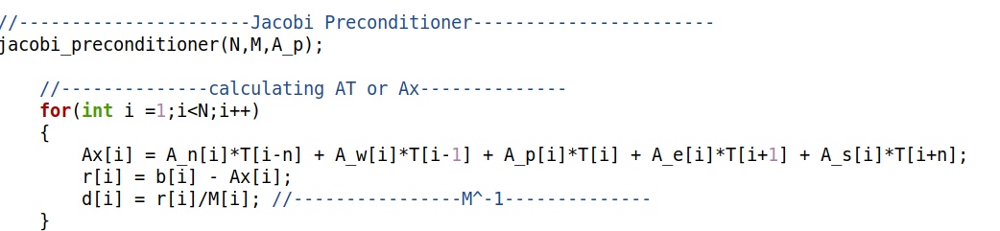 //----------------------Jacobi Preconditioner-----------------------
jacobi_preconditioner(N,M,A_p);
//--------------calculating AT or Ax--------------
for(int i =1;i<N;i++)
{
Ax[i] = A_n[i]*T[i-n] + A_w[i]*T[i-1] + A_p[i]*T[i] + A_e[i]*T[i+1] + A_s[i]*T[i+n];
r[i] = b[i] - Ax[i];
d[i] = r[i]/M[i]; //----------------M^-1--------------
}